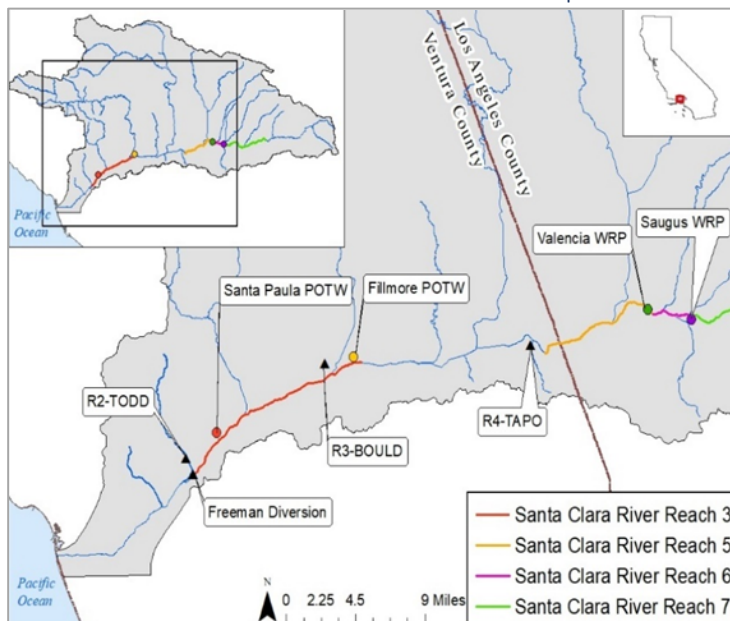 Pacific
Ocean
Los Angeles County
Ventura County
Saugus WRP
Valencia WRP
Santa Paula POTW
Fillmore POTW
R2-TODD
R3-BOULD
R4-TAPO
Freeman Diversion
Pacific
Ocean
N
0 2.25 4.5 9 Miles
Santa Clara River Reach 3
Santa Clara River Reach 5
Santa Clara River Reach 6
Santa Clara River Reach 7